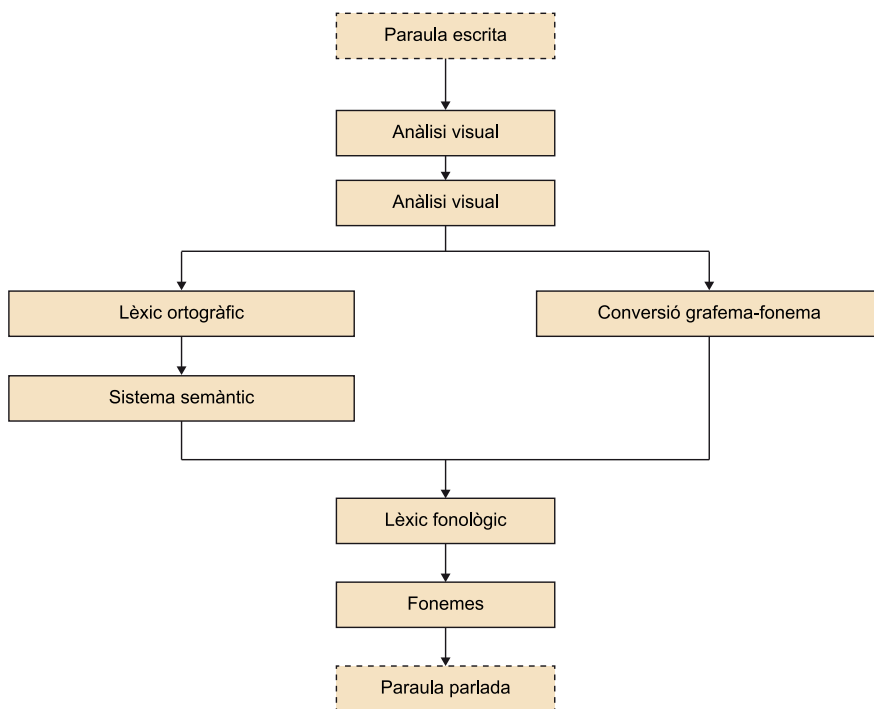 Paraula escrita
Anàlisi visual
Anàlisi visual
Lèxic ortogràfic
Conversió grafema-fonema
Sistema semàntic
Lèxic fonològic
Fonemes
Paraula parlada